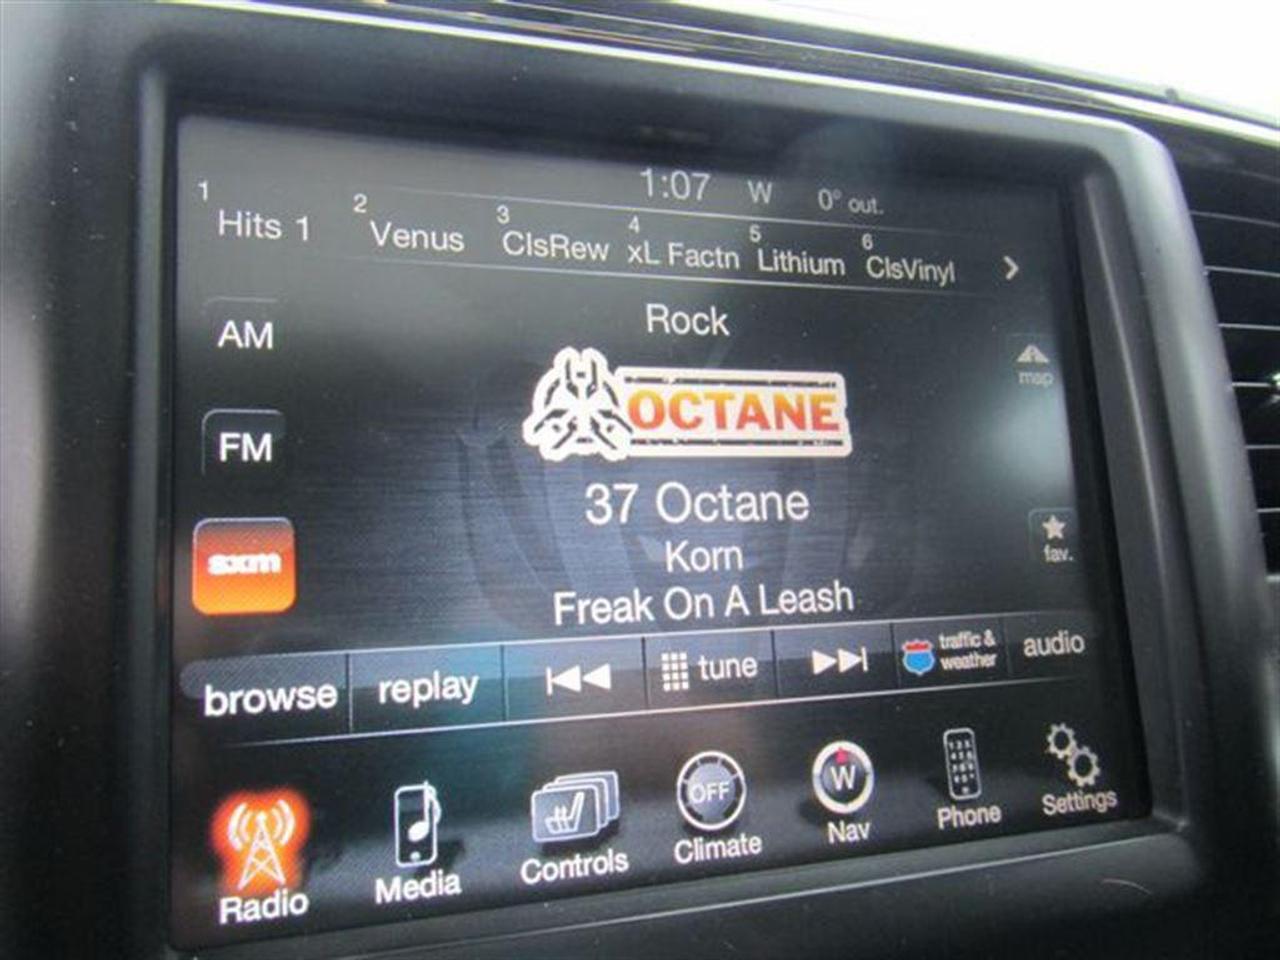 1:07 W 0° out.
1 Hits 1 2 Venus 3 ClsRew 4 xL Factn 5 Lithium 6 ClsVinyl
Rock
AM
map
OCTANE
FM
37 Octane
fav.
sxm
Korn
Freak On A Leash
browse replay tune traffic & weather audio
OFF W
Radio Media Controls Climate Nav Phone Settings